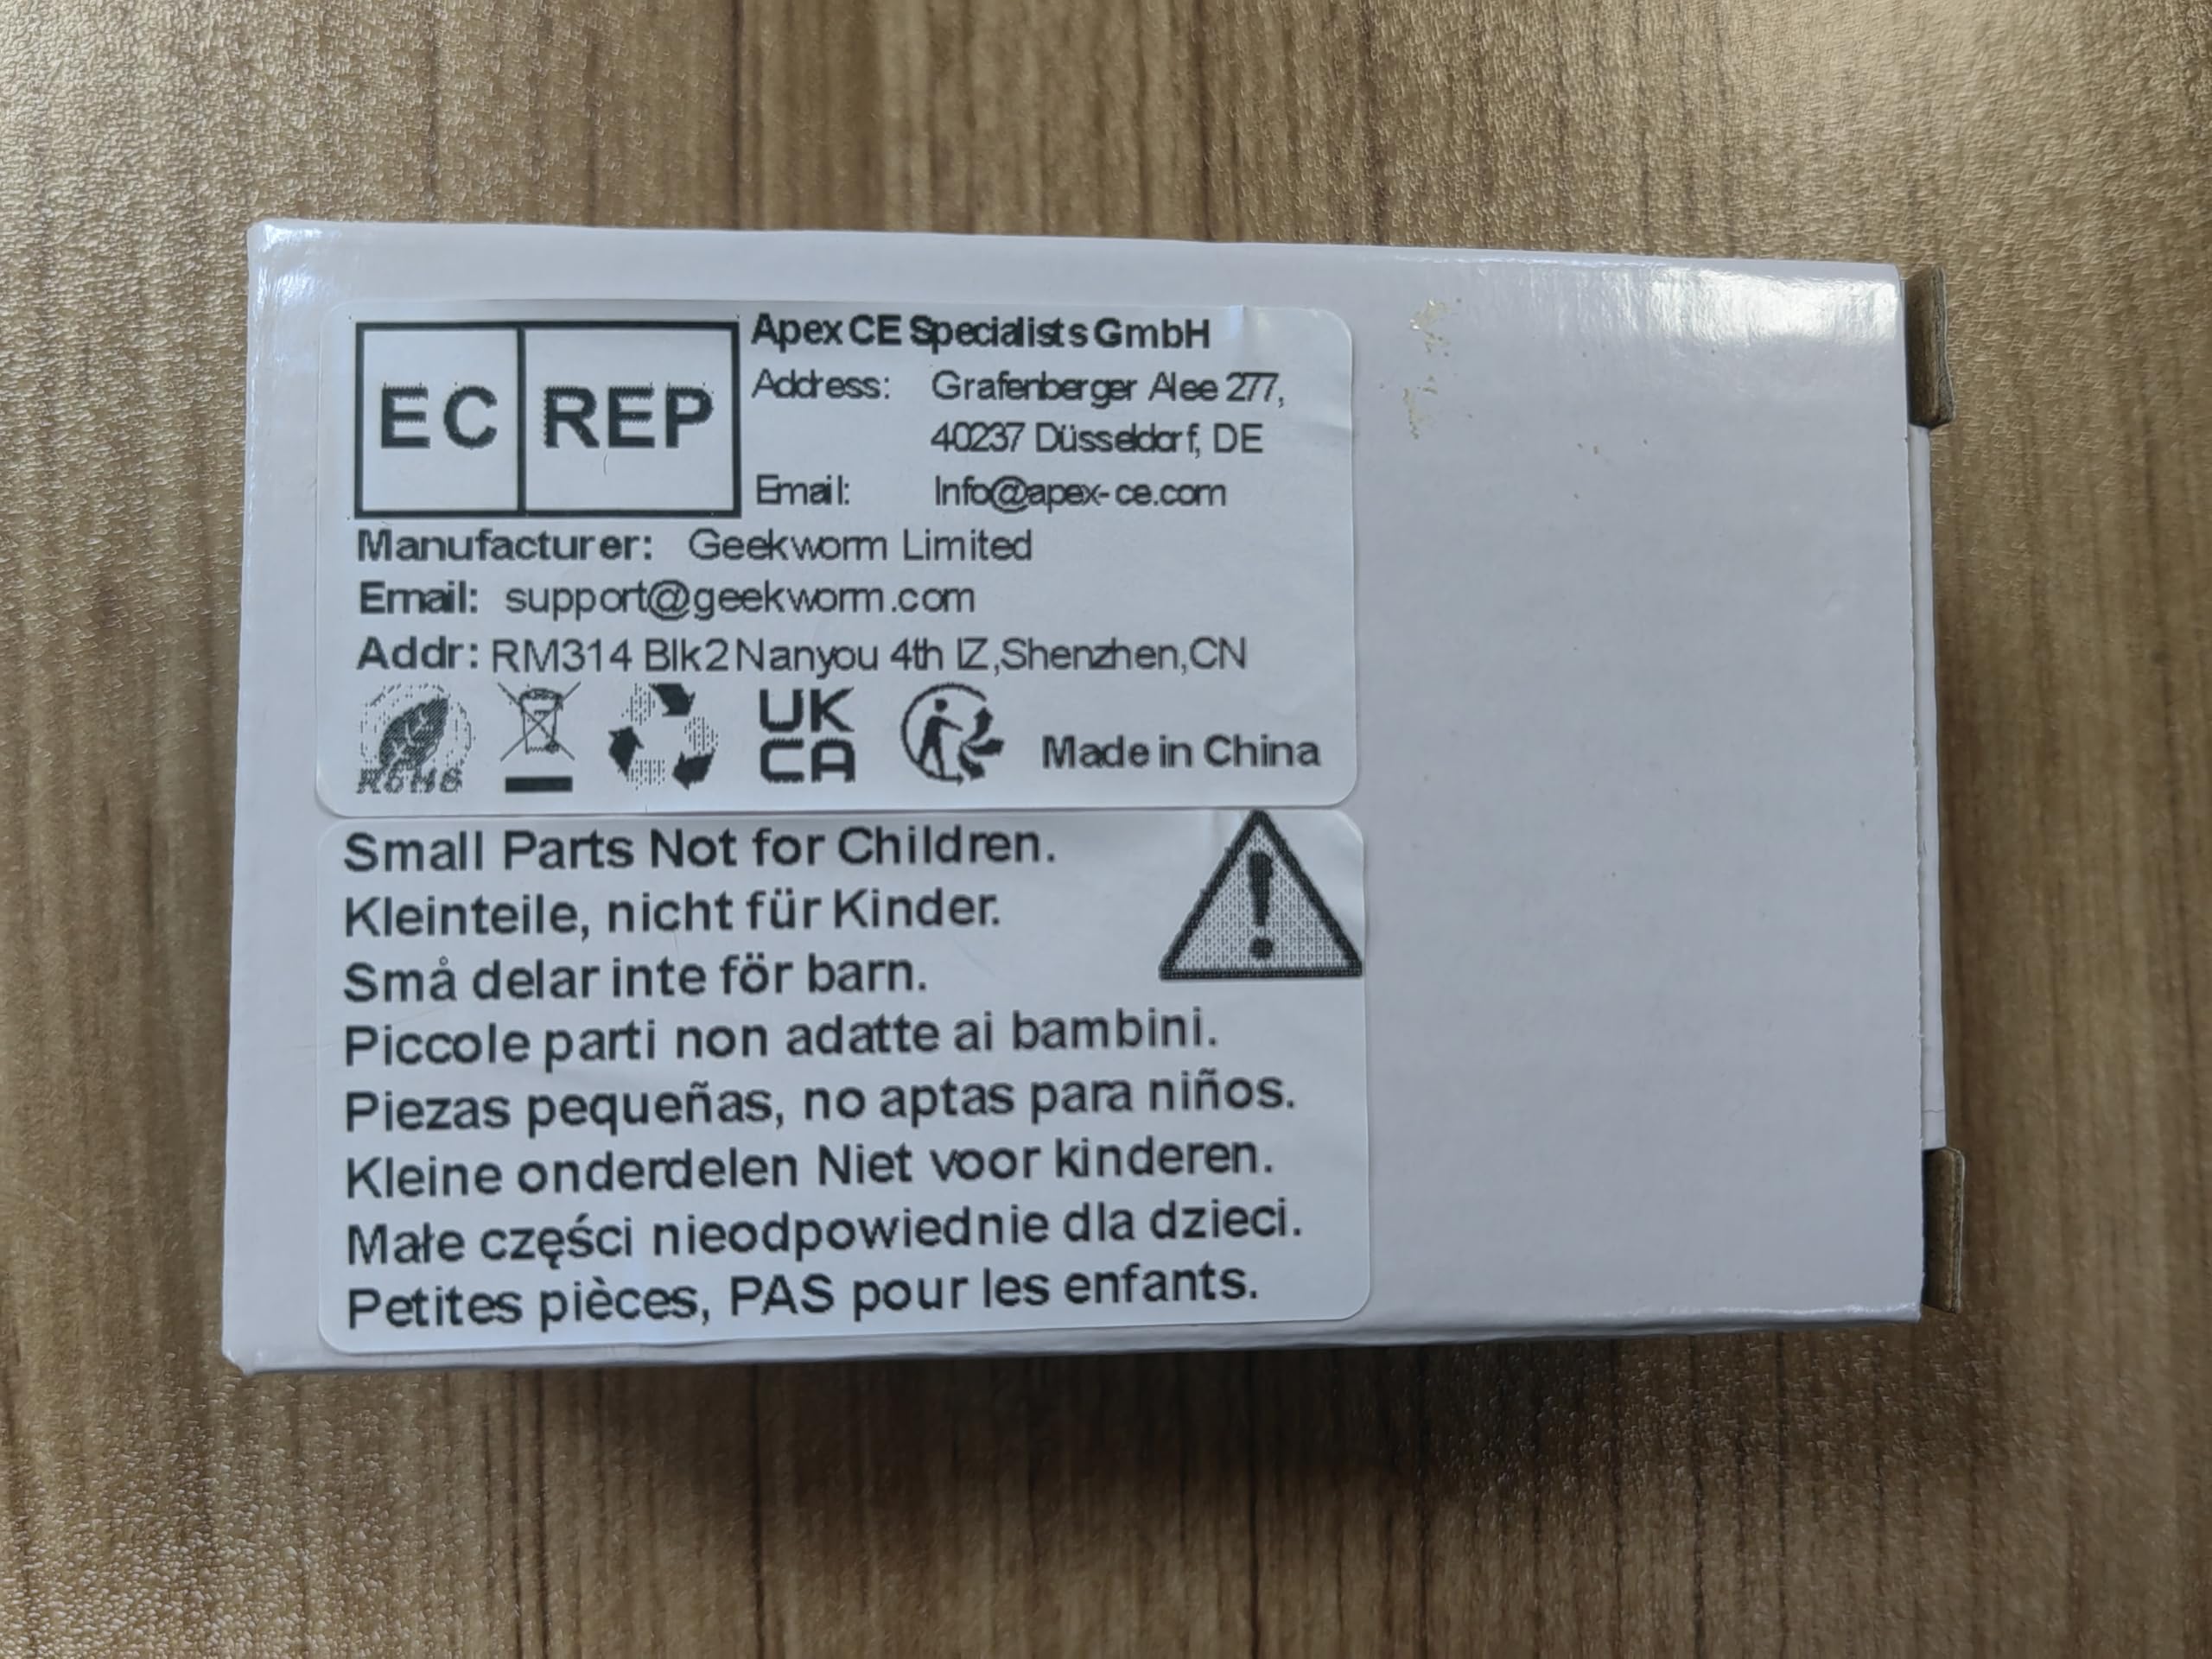 EC REP
Apex CE Specialists GmbH
Address: Grafenberger Alee 277,
40237 Düsseldorf, DE
Email: Info@apex-ce.com
Manufacturer: Geekworm Limited
Email: support@geekworm.com
Addr: RM314 Blk2 Nanyou 4th IZ,Shenzhen,CN
RoHS
UK
CA
Made in China
Small Parts Not for Children.
Kleinteile, nicht für Kinder.
Små delar inte för barn.
Piccole parti non adatte ai bambini.
Piezas pequeñas, no aptas para niños.
Kleine onderdelen Niet voor kinderen.
Małe części nieodpowiednie dla dzieci.
Petites pièces, PAS pour les enfants.